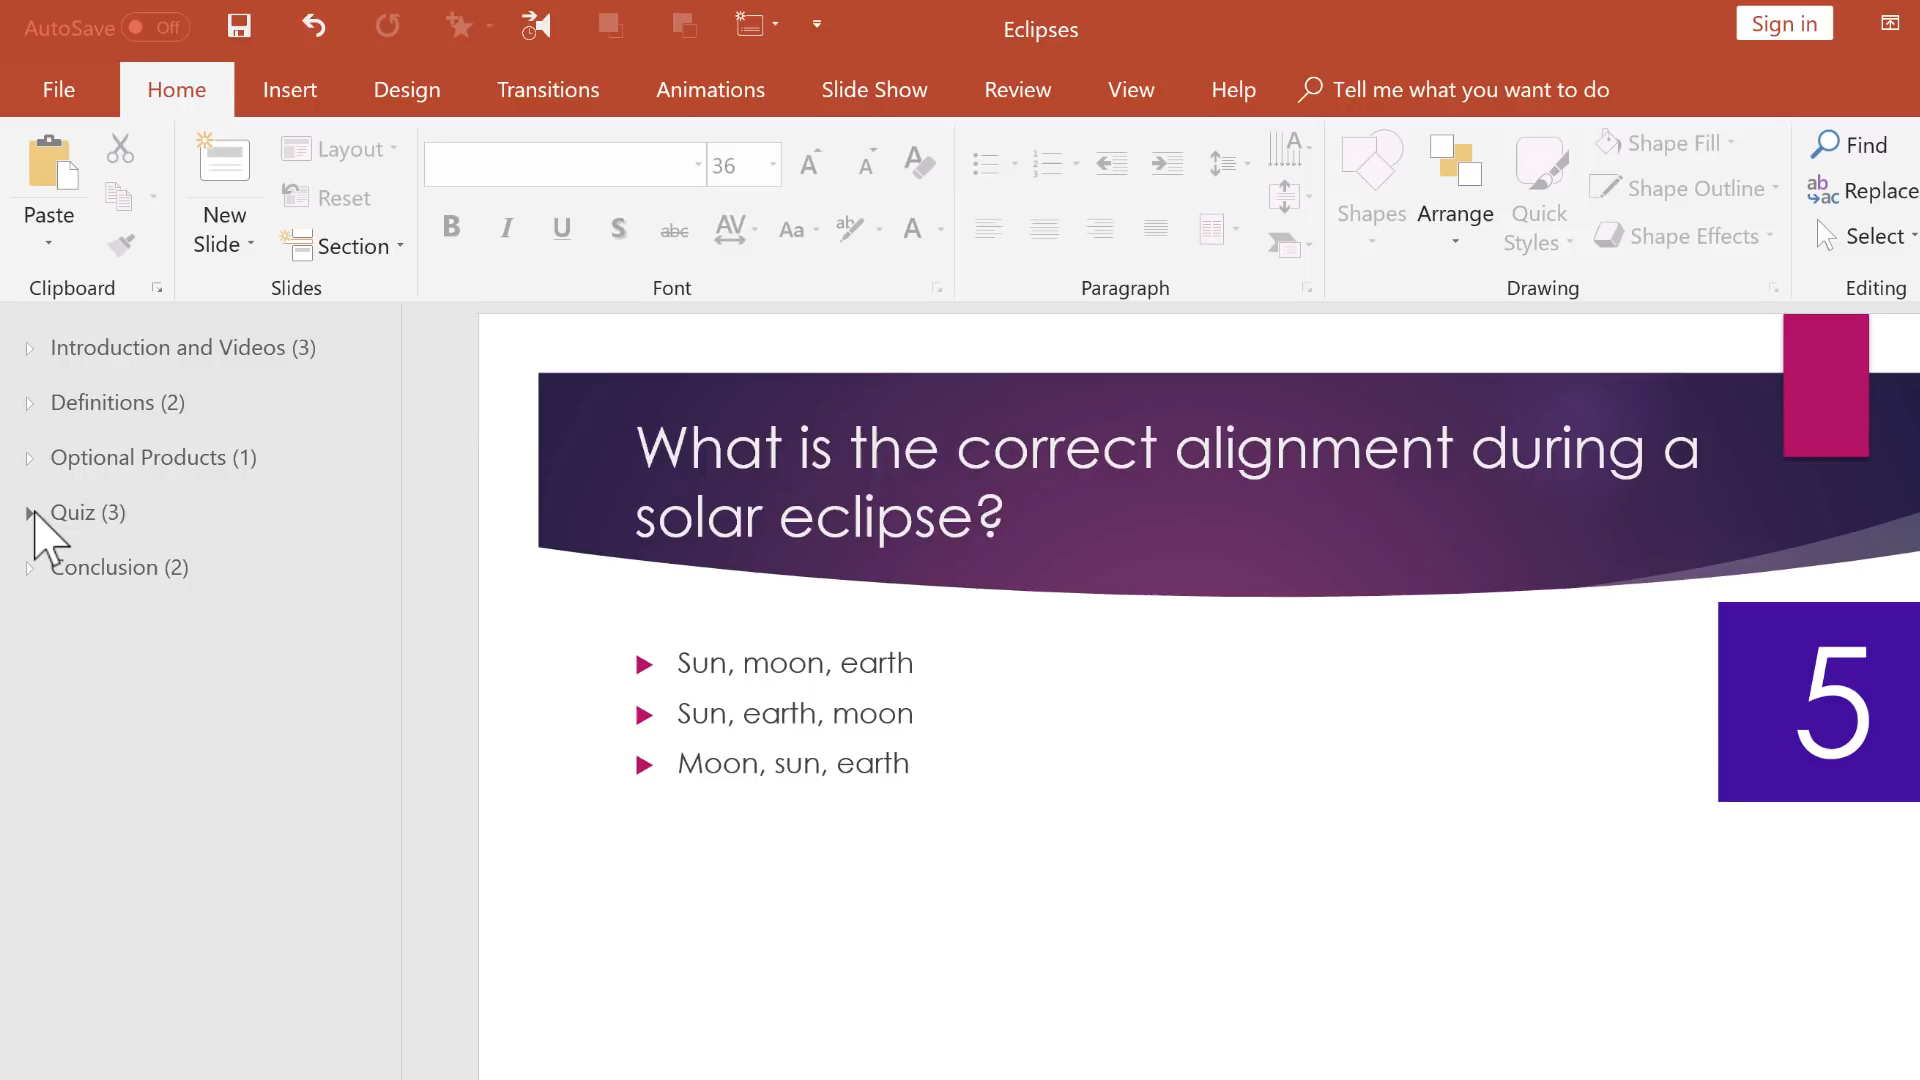 AutoSave Off
Eclipses
Sign in
File Home Insert Design Transitions Animations Slide Show Review View Help Tell me what you want to do
Paste
Clipboard
New
Slide
Layout
Reset
Section
Slides
36
B I U S abc AV Aa ab A
Font
Paragraph
Shapes
Arrange
Quick
Styles
Shape Fill
Shape Outline
Shape Effects
Drawing
Find
Replace
Select
Editing
Introduction and Videos (3)
Definitions (2)
Optional Products (1)
Quiz (3)
Conclusion (2)
What is the correct alignment during a
solar eclipse?
Sun, moon, earth
Sun, earth, moon
Moon, sun, earth
5